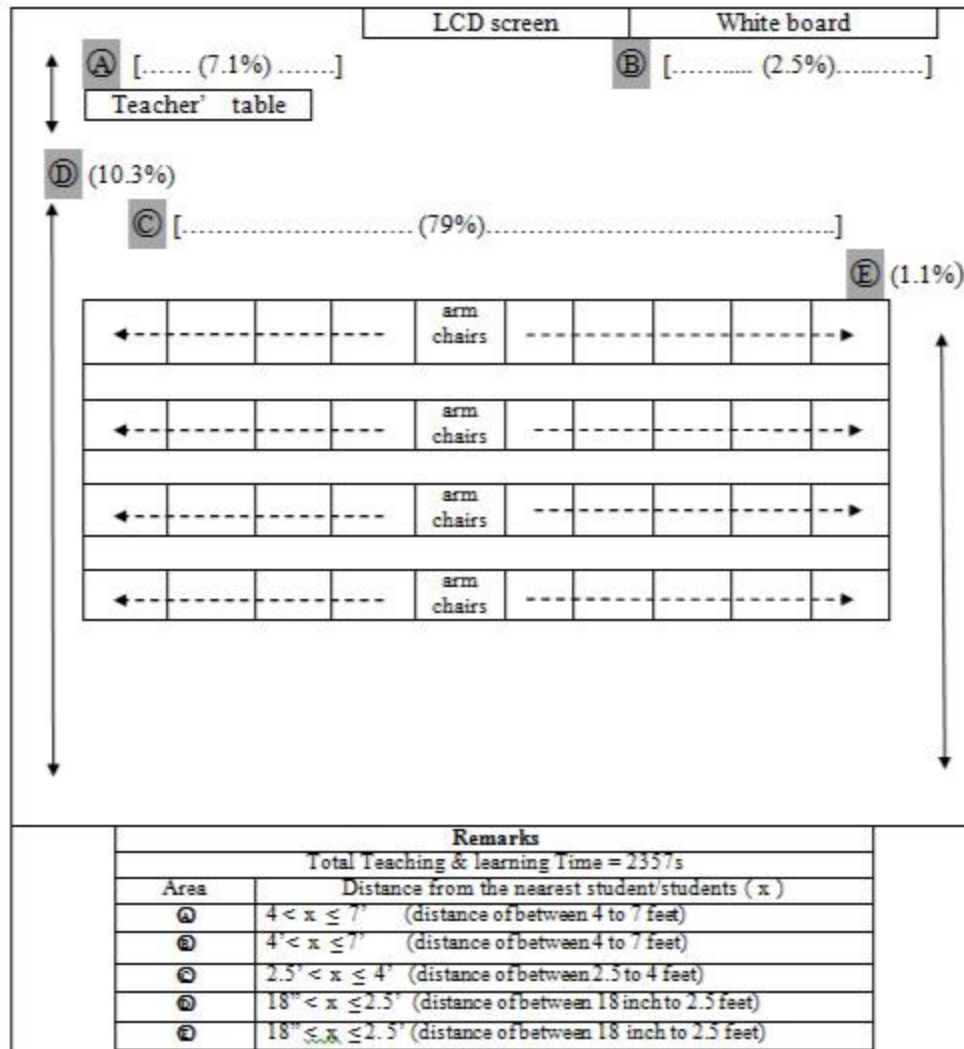 LCD screen White board
Ⓐ [...... (7.1%) .......] Ⓑ [.......... (2.5%)............]
Teacher' table
Ⓓ (10.3%)
Ⓒ [.......................... (79%).......................................]
Ⓔ (1.1%)
arm
chairs
arm
chairs
arm
chairs
arm
chairs
Remarks
Total Teaching & learning Time = 2357s
Area Distance from the nearest student/students ( x )
Ⓐ 4 < x ≤ 7' (distance of between 4 to 7 feet)
Ⓑ 4'< x ≤7' (distance of between 4 to 7 feet)
Ⓒ 2.5' < x ≤ 4' (distance of between 2.5 to 4 feet)
Ⓓ 18" < x ≤2.5' (distance of between 18 inch to 2.5 feet)
Ⓔ 18" ≤ x ≤2. 5' (distance of between 18 inch to 2.5 feet)